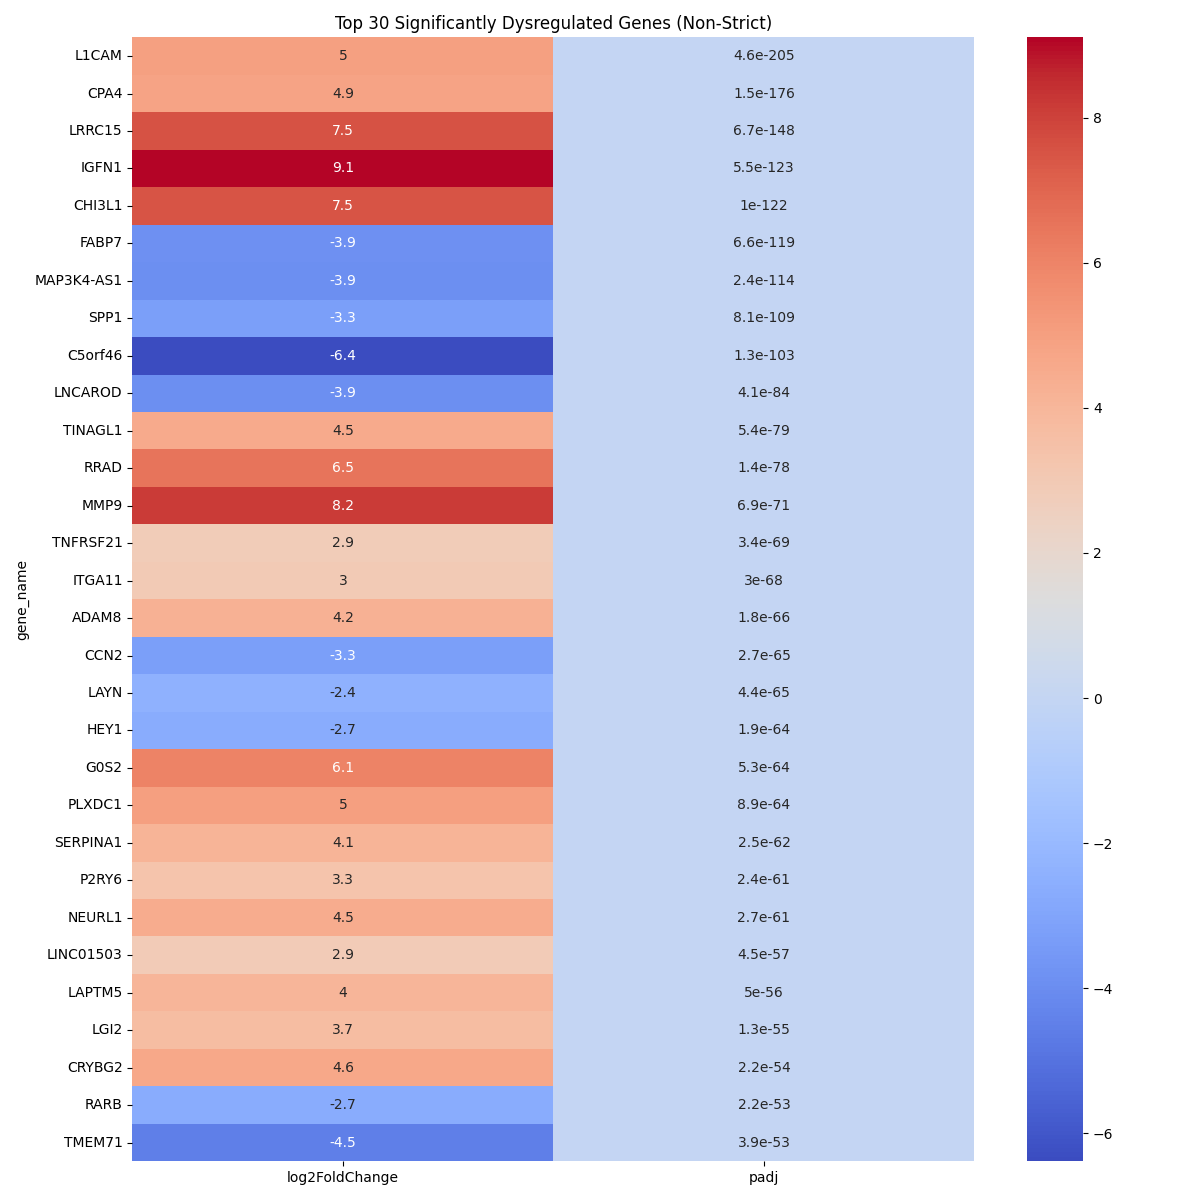 Top 30 Significantly Dysregulated Genes (Non-Strict)
L1CAM 5 4.6e-205
CPA4 4.9 1.5e-176
LRRC15 7.5 6.7e-148
IGFN1 9.1 5.5e-123
CHI3L1 7.5 1e-122
FABP7 -3.9 6.6e-119
MAP3K4-AS1 -3.9 2.4e-114
SPP1 -3.3 8.1e-109
C5orf46 -6.4 1.3e-103
LNCAROD -3.9 4.1e-84
TINAGL1 4.5 5.4e-79
RRAD 6.5 1.4e-78
MMP9 8.2 6.9e-71
TNFRSF21 2.9 3.4e-69
ITGA11 3 3e-68
ADAM8 4.2 1.8e-66
CCN2 -3.3 2.7e-65
LAYN -2.4 4.4e-65
HEY1 -2.7 1.9e-64
G0S2 6.1 5.3e-64
PLXDC1 5 8.9e-64
SERPINA1 4.1 2.5e-62
P2RY6 3.3 2.4e-61
NEURL1 4.5 2.7e-61
LINC01503 2.9 4.5e-57
LAPTM5 4 5e-56
LGI2 3.7 1.3e-55
CRYBG2 4.6 2.2e-54
RARB -2.7 2.2e-53
TMEM71 -4.5 3.9e-53
gene_name
log2FoldChange padj
8
6
4
2
0
−2
−4
−6